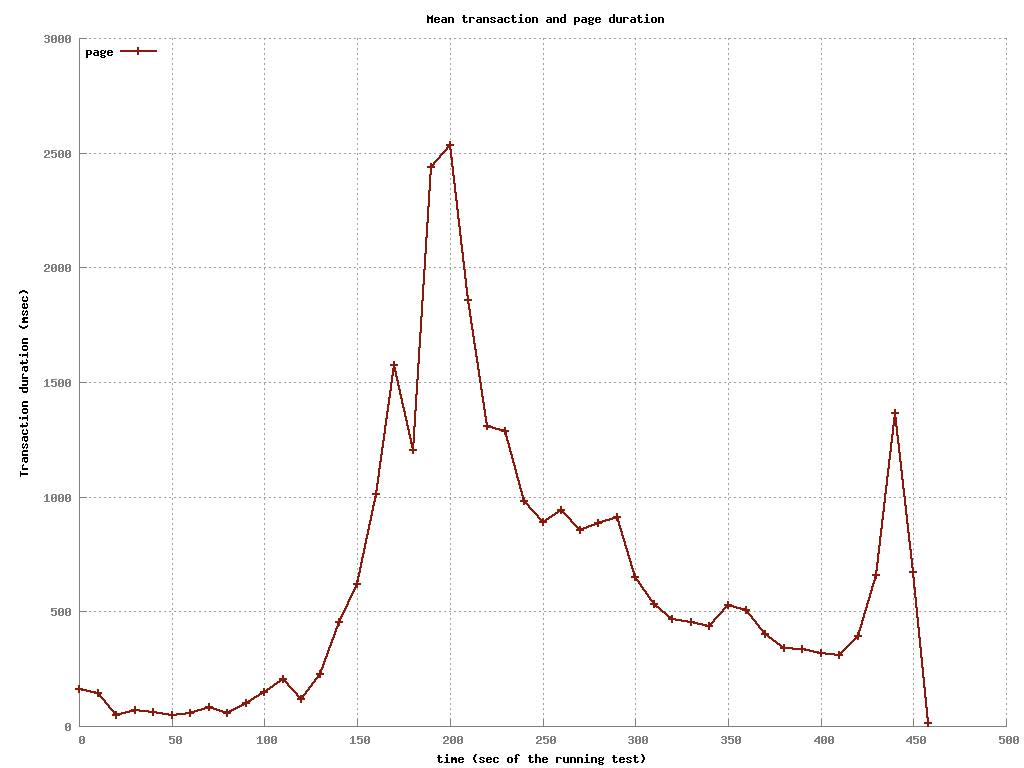 Mean transaction and page duration
page
3000
2500
2000
1500
1000
500
0
Transaction duration (msec)
0 50 100 150 200 250 300 350 400 450 500
time (sec of the running test)